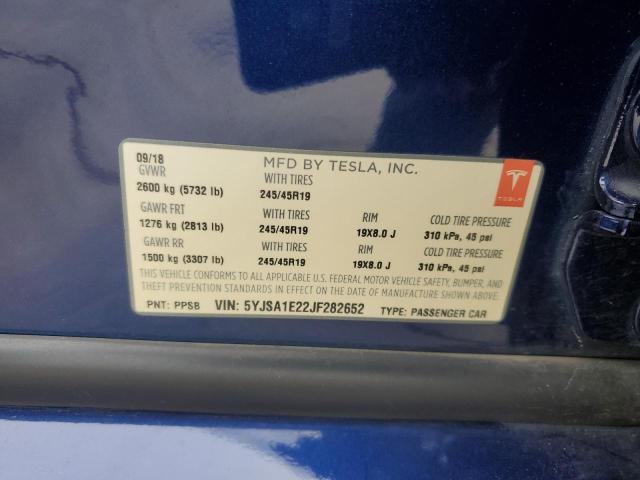 09/18 MFD BY TESLA, INC.
GVWR WITH TIRES
2600 kg (5732 lb) 245/45R19
TESLA
GAWR FRT WITH TIRES RIM COLD TIRE PRESSURE
1276 kg (2813 lb) 245/45R19 19X8.0 J 310 kPa, 45 psi
GAWR RR WITH TIRES RIM COLD TIRE PRESSURE
1500 kg (3307 lb) 245/45R19 19X8.0 J 310 kPa, 45 psi
THIS VEHICLE CONFORMS TO ALL APPLICABLE U.S. FEDERAL MOTOR VEHICLE SAFETY, BUMPER, AND
THEFT PREVENTION STANDARDS IN EFFECT ON THE DATE OF MANUFACTURE SHOWN ABOVE.
PNT: PPSB VIN: 5YJSA1E22JF282652 TYPE: PASSENGER CAR